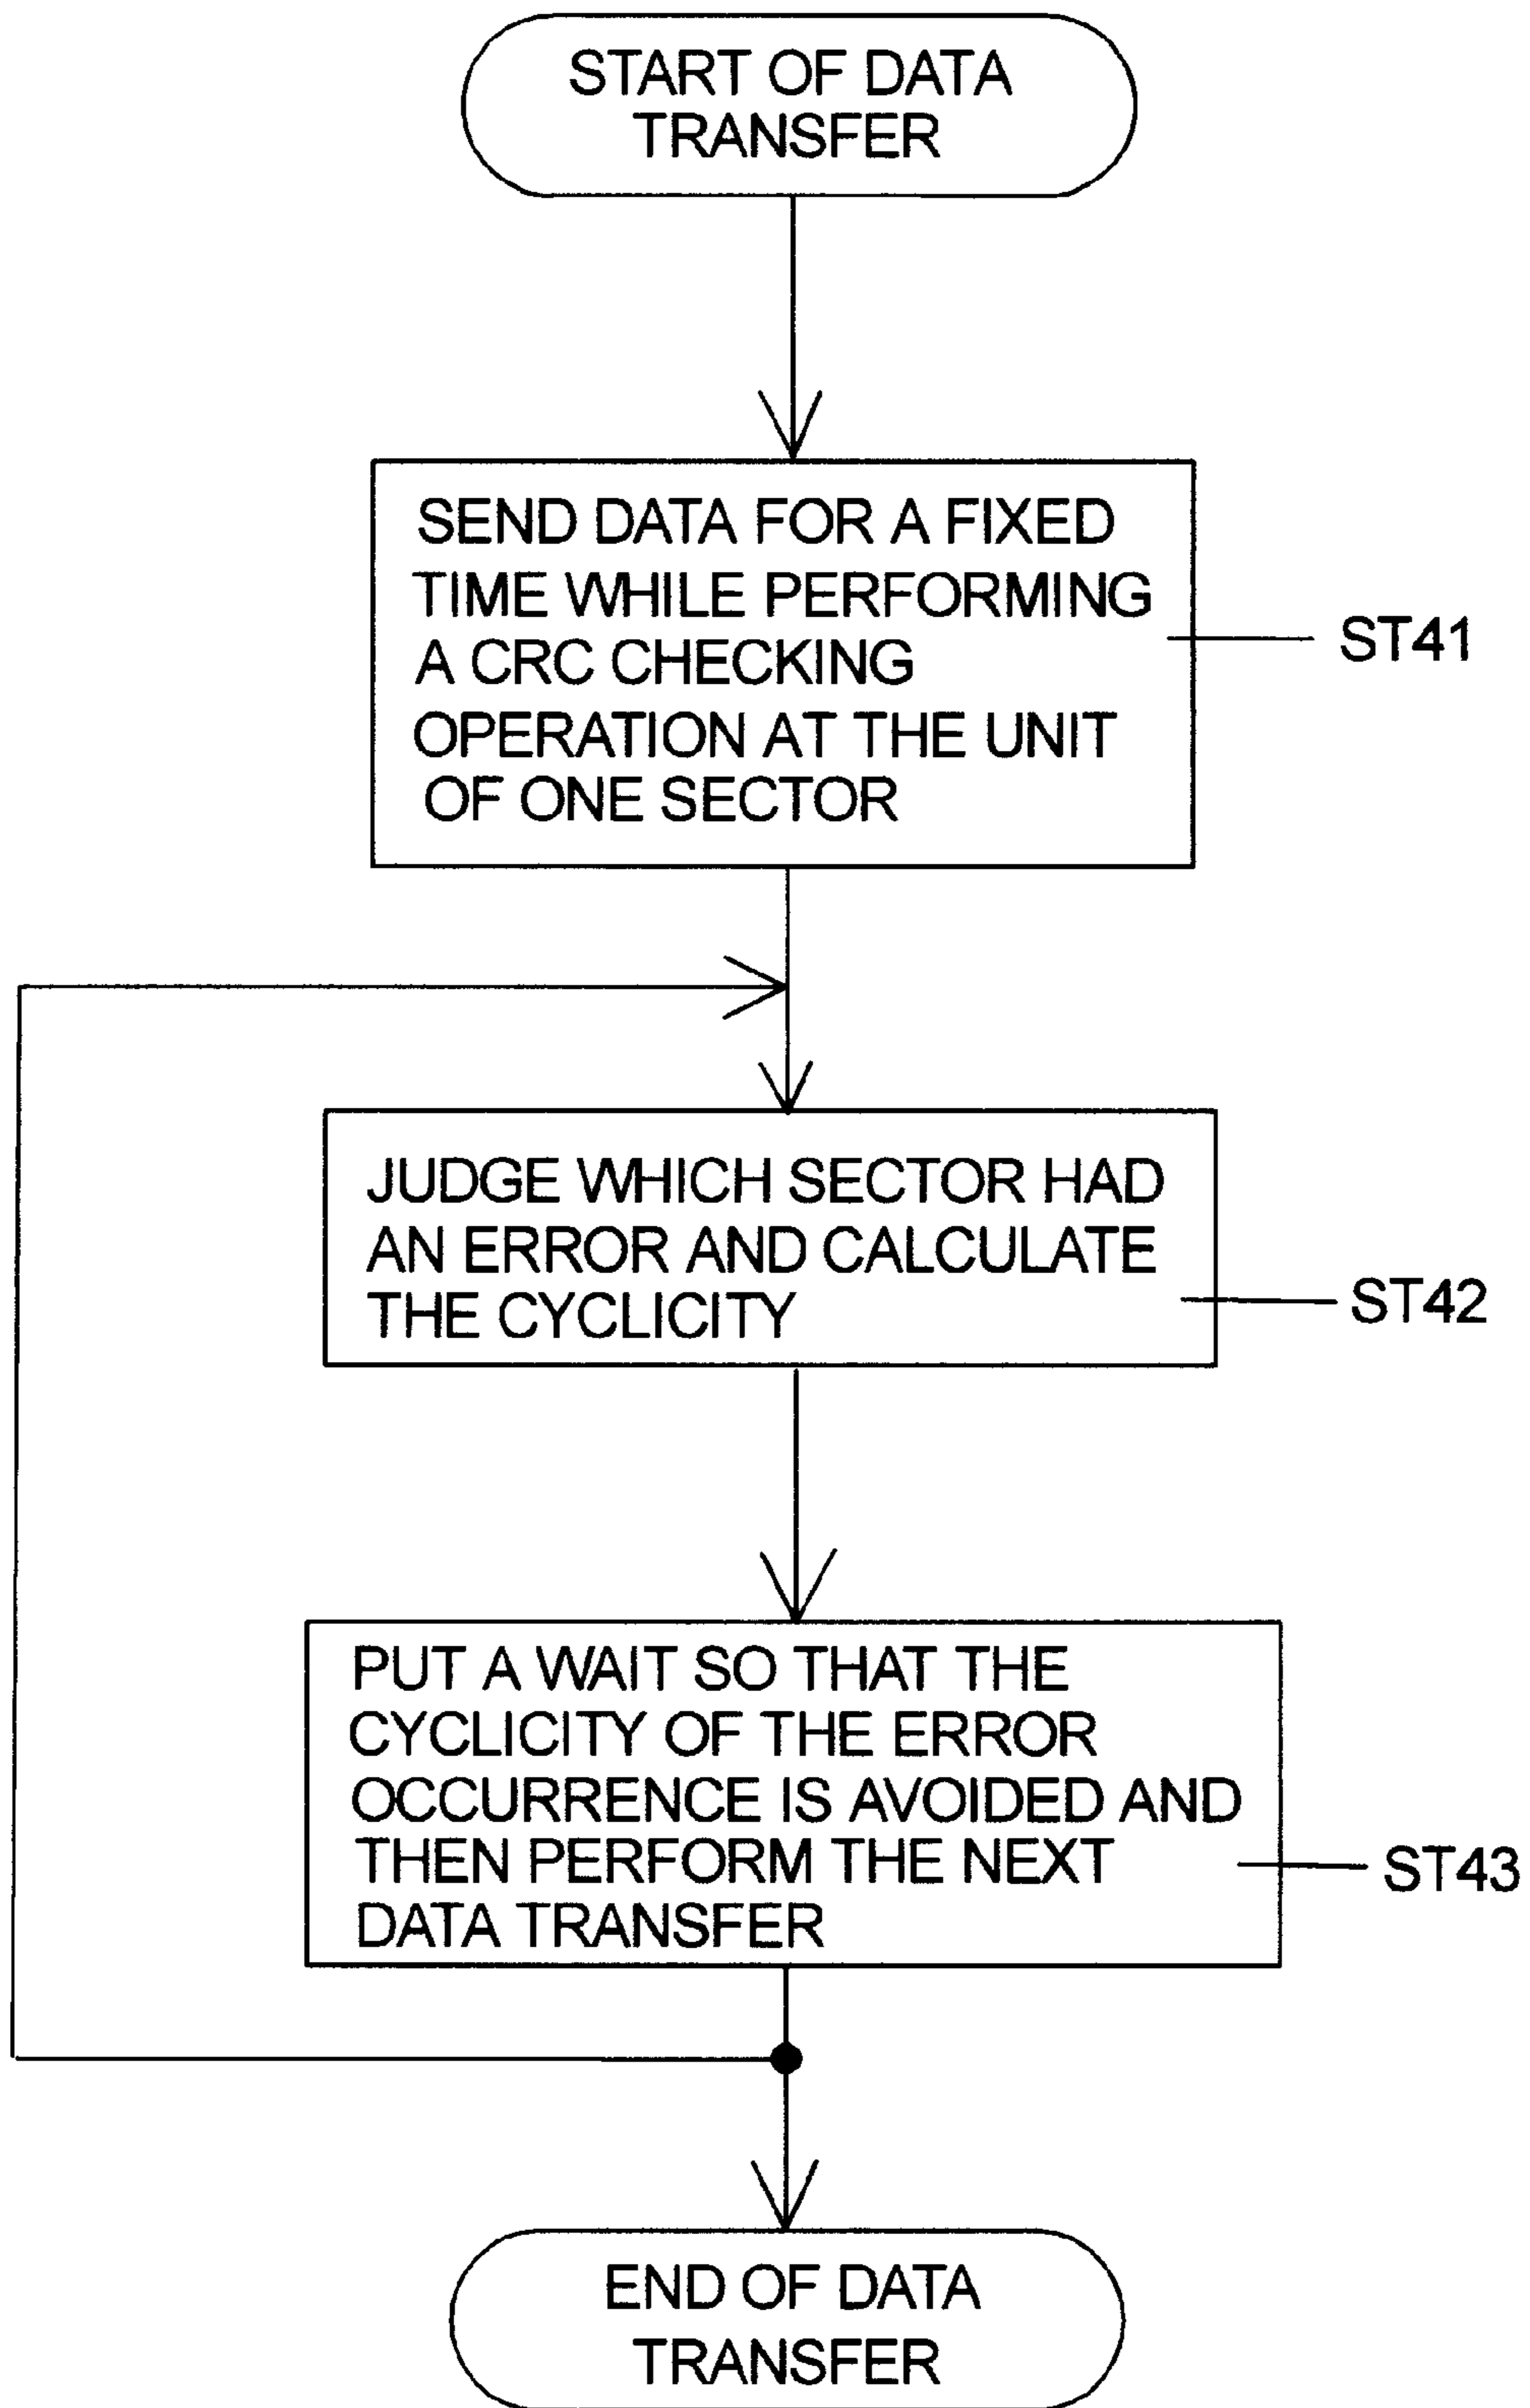 START OF DATA
TRANSFER
SEND DATA FOR A FIXED
TIME WHILE PERFORMING
A CRC CHECKING
OPERATION AT THE UNIT
OF ONE SECTOR
ST41
JUDGE WHICH SECTOR HAD
AN ERROR AND CALCULATE
THE CYCLICITY
ST42
PUT A WAIT SO THAT THE
CYCLICITY OF THE ERROR
OCCURRENCE IS AVOIDED AND
THEN PERFORM THE NEXT
DATA TRANSFER
ST43
END OF DATA
TRANSFER